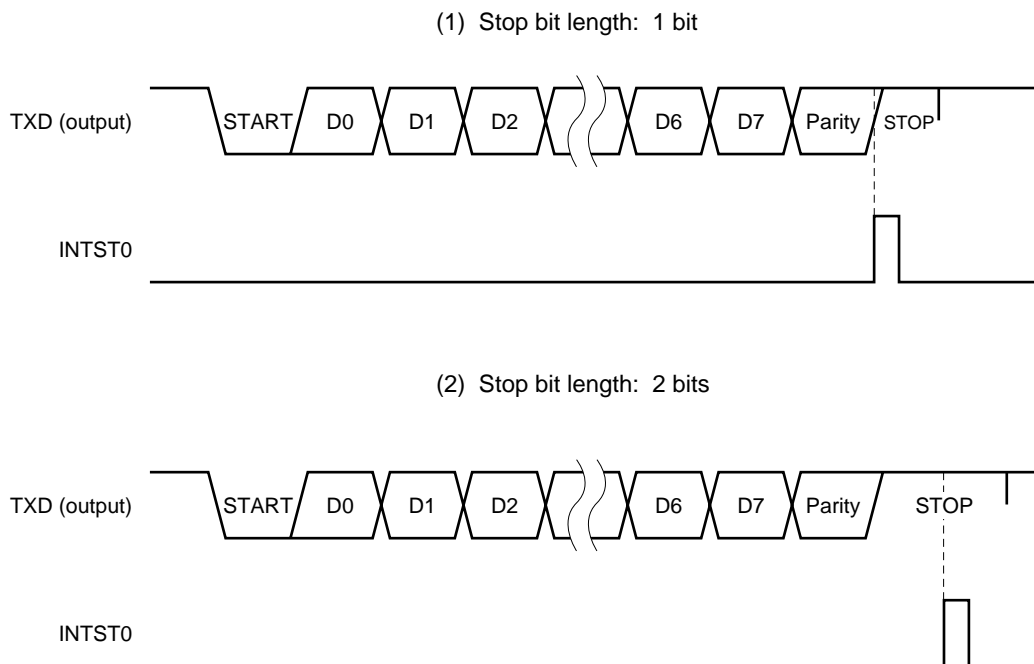 (1) Stop bit length: 1 bit
TXD (output) START D0 D1 D2 D6 D7 Parity STOP
INTST0
(2) Stop bit length: 2 bits
TXD (output) START D0 D1 D2 D6 D7 Parity STOP
INTST0